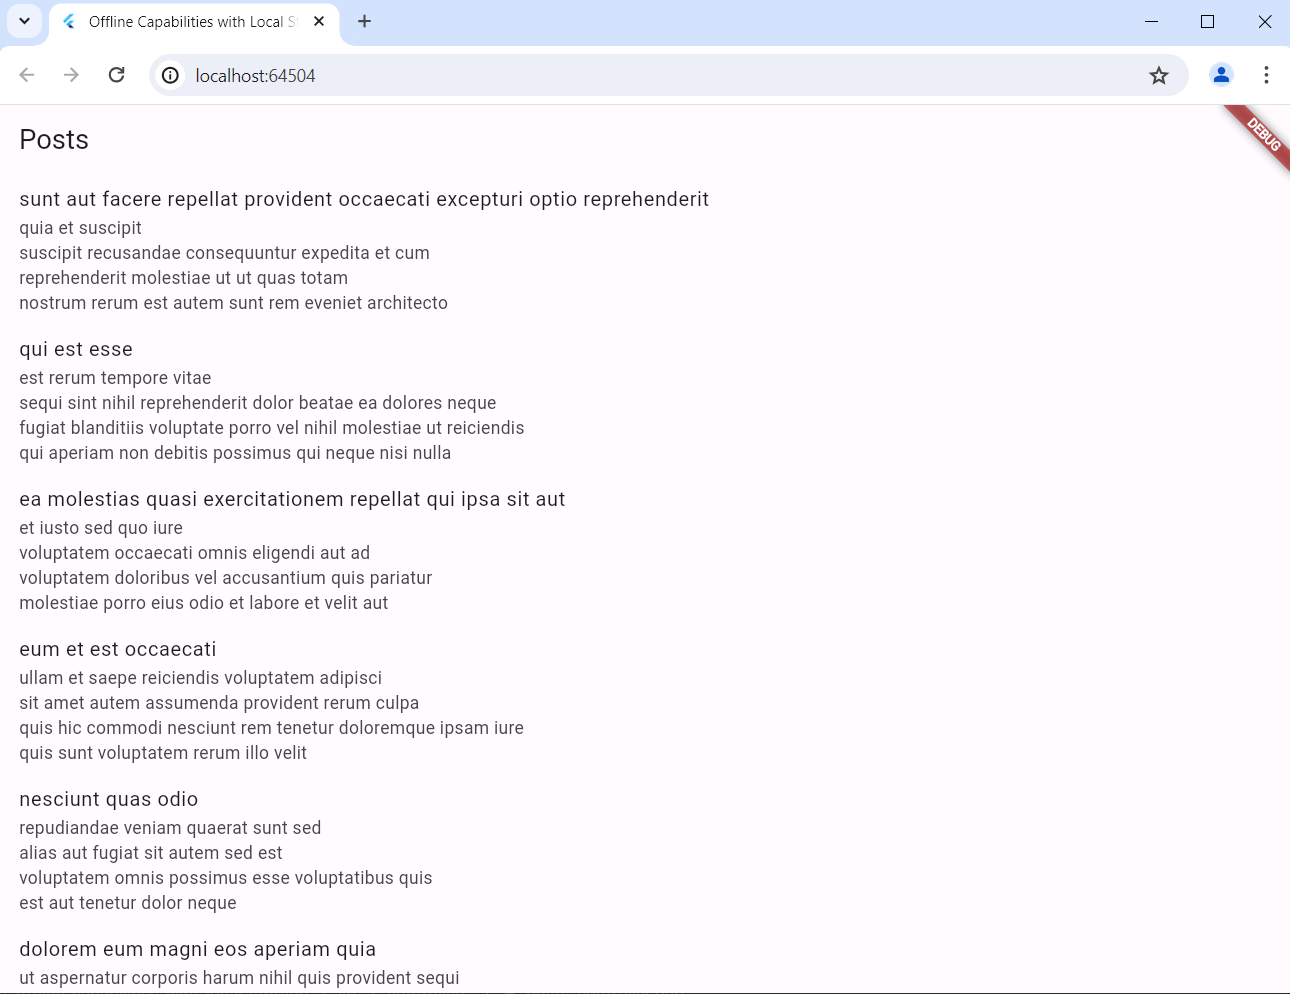 Offline Capabilities with Local S
localhost:64504
DEBUG
Posts
sunt aut facere repellat provident occaecati excepturi optio reprehenderit
quia et suscipit
suscipit recusandae consequuntur expedita et cum
reprehenderit molestiae ut ut quas totam
nostrum rerum est autem sunt rem eveniet architecto
qui est esse
est rerum tempore vitae
sequi sint nihil reprehenderit dolor beatae ea dolores neque
fugiat blanditiis voluptate porro vel nihil molestiae ut reiciendis
qui aperiam non debitis possimus qui neque nisi nulla
ea molestias quasi exercitationem repellat qui ipsa sit aut
et iusto sed quo iure
voluptatem occaecati omnis eligendi aut ad
voluptatem doloribus vel accusantium quis pariatur
molestiae porro eius odio et labore et velit aut
eum et est occaecati
ullam et saepe reiciendis voluptatem adipisci
sit amet autem assumenda provident rerum culpa
quis hic commodi nesciunt rem tenetur doloremque ipsam iure
quis sunt voluptatem rerum illo velit
nesciunt quas odio
repudiandae veniam quaerat sunt sed
alias aut fugiat sit autem sed est
voluptatem omnis possimus esse voluptatibus quis
est aut tenetur dolor neque
dolorem eum magni eos aperiam quia
ut aspernatur corporis harum nihil quis provident sequi